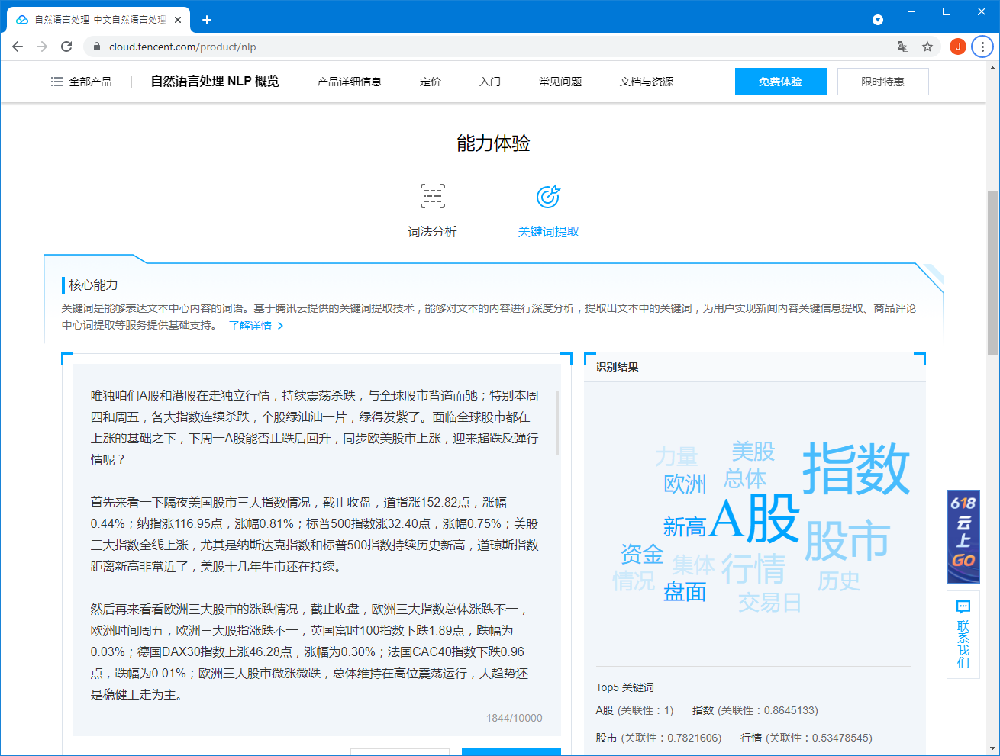 自然语言处理_中文自然语言处理
cloud.tencent.com/product/nlp
J
全部产品
自然语言处理 NLP 概览
产品详细信息
定价
入门
常见问题
文档与资源
免费体验
限时特惠
能力体验
词法分析
关键词提取
核心能力
关键词是能够表达文本中心内容的词语。基于腾讯云提供的关键词提取技术，能够对文本的内容进行深度分析，提取出文本中的关键词，为用户实现新闻内容关键信息提取、商品评论
中心词提取等服务提供基础支持。 了解详情
唯独咱们A股和港股在走独立行情，持续震荡杀跌，与全球股市背道而驰；特别本周
四和周五，各大指数连续杀跌，个股绿油油一片，绿得发紫了。面临全球股市都在
上涨的基础之下，下周一A股能否止跌后回升，同步欧美股市上涨，迎来超跌反弹行
情呢？
首先来看一下隔夜美国股市三大指数情况，截止收盘，道指涨152.82点，涨幅
0.44%；纳指涨116.95点，涨幅0.81%；标普500指数涨32.40点，涨幅0.75%；美股
三大指数全线上涨，尤其是纳斯达克指数和标普500指数持续历史新高，道琼斯指数
距离新高非常近了，美股十几年牛市还在持续。
然后再来看看欧洲三大股市的涨跌情况，截止收盘，欧洲三大指数总体涨跌不一，
欧洲时间周五，欧洲三大股指涨跌不一，英国富时100指数下跌1.89点，跌幅为
0.03%；德国DAX30指数上涨46.28点，涨幅为0.30%；法国CAC40指数下跌0.96
点，跌幅为0.01%；欧洲三大股市微涨微跌，总体维持在高位震荡运行，大趋势还
是稳健上走为主。
1844/10000
识别结果
力量
美股
指数
欧洲
总体
新高
A股
股市
资金
集体
行情
情况
盘面
历史
交易日
Top5 关键词
A股 (关联性：1) 指数 (关联性：0.8645133)
股市 (关联性：0.7821606) 行情 (关联性：0.53478545)
618
云
上
GO
联
系
我
们